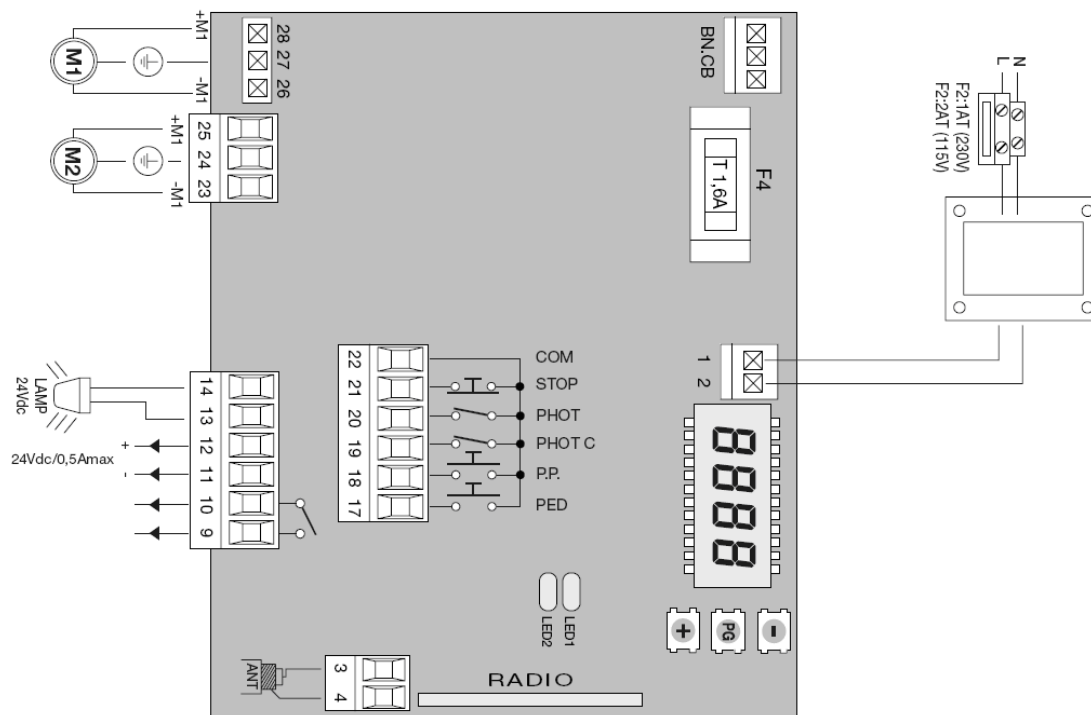 +M1
M1
-M1
28
27
26
+M1
M2
-M1
25
24
23
BN.CB
F4
T 1,6A
L
N
F2:1AT (230V)
F2:2AT (115V)
1
2
LAMP
24Vdc
+
24Vdc/0,5Amax
-
14
13
12
11
10
9
22
21
20
19
18
17
COM
STOP
PHOT
PHOT C
P.P.
PED
8888
LED2
LED1
+
PG
-
ANT
3
4
RADIO